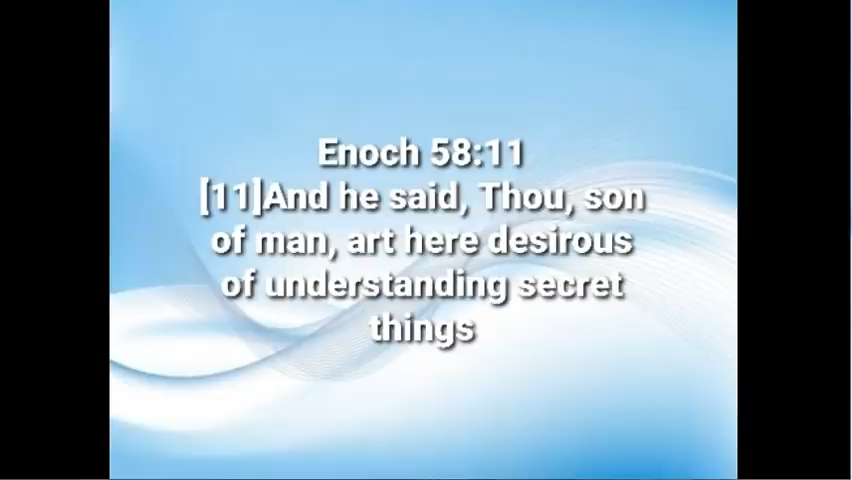 Enoch 58:11
[11]And he said, Thou, son
of man, art here desirous
of understanding secret
things